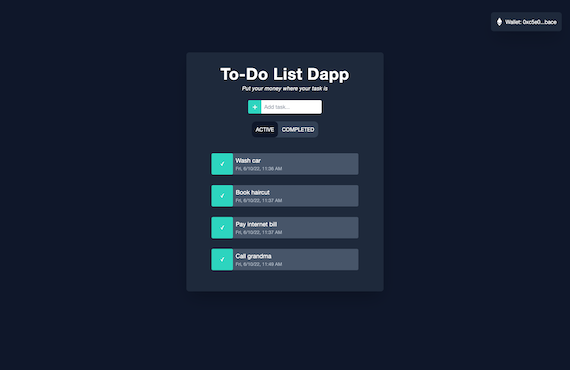 Wallet: 0xc5e0...bace
To-Do List Dapp
Put your money where your task is
+ Add task...
ACTIVE COMPLETED
✓ Wash car
Fri, 6/10/22, 11:36 AM
✓ Book haircut
Fri, 6/10/22, 11:37 AM
✓ Pay internet bill
Fri, 6/10/22, 11:37 AM
✓ Call grandma
Fri, 6/10/22, 11:49 AM